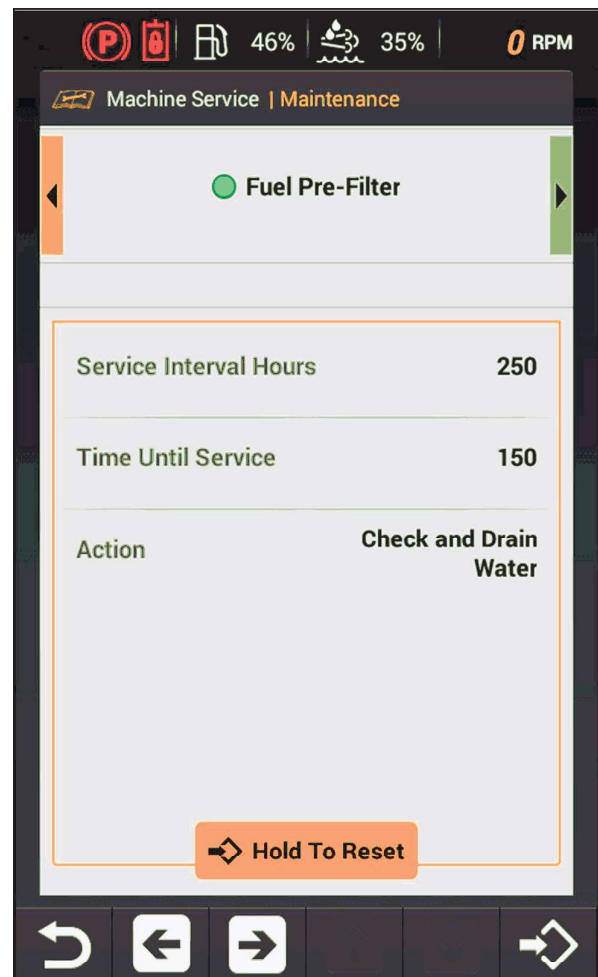 P 46% 35% 0 RPM
Machine Service | Maintenance
Fuel Pre-Filter
Service Interval Hours 250
Time Until Service 150
Action Check and Drain
Water
Hold To Reset